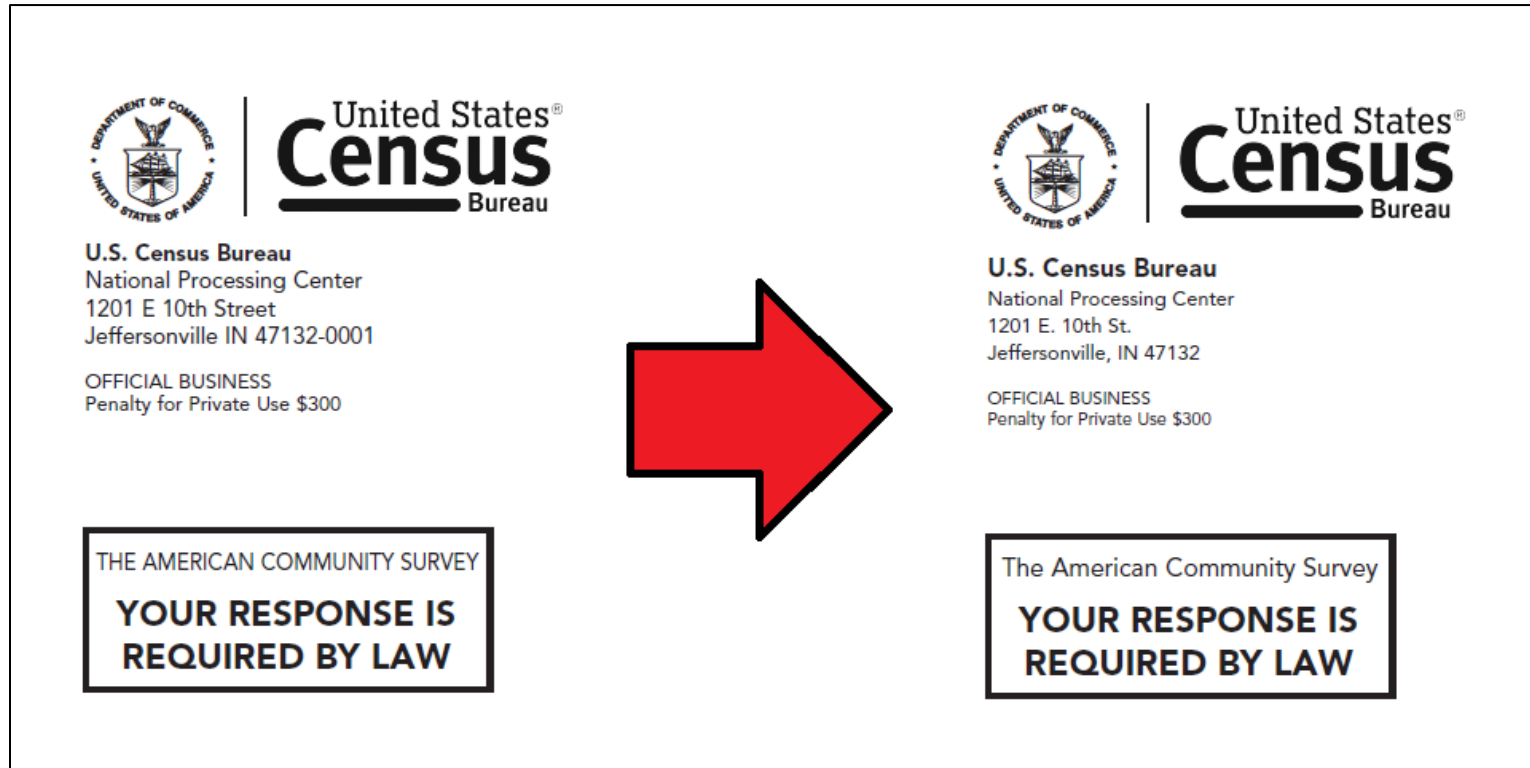 DEPARTMENT OF COMMERCE
UNITED STATES OF AMERICA
United States®
Census
Bureau
U.S. Census Bureau
National Processing Center
1201 E 10th Street
Jeffersonville IN 47132-0001
OFFICIAL BUSINESS
Penalty for Private Use $300
THE AMERICAN COMMUNITY SURVEY
YOUR RESPONSE IS
REQUIRED BY LAW
DEPARTMENT OF COMMERCE
UNITED STATES OF AMERICA
United States®
Census
Bureau
U.S. Census Bureau
National Processing Center
1201 E. 10th St.
Jeffersonville, IN 47132
OFFICIAL BUSINESS
Penalty for Private Use $300
The American Community Survey
YOUR RESPONSE IS
REQUIRED BY LAW